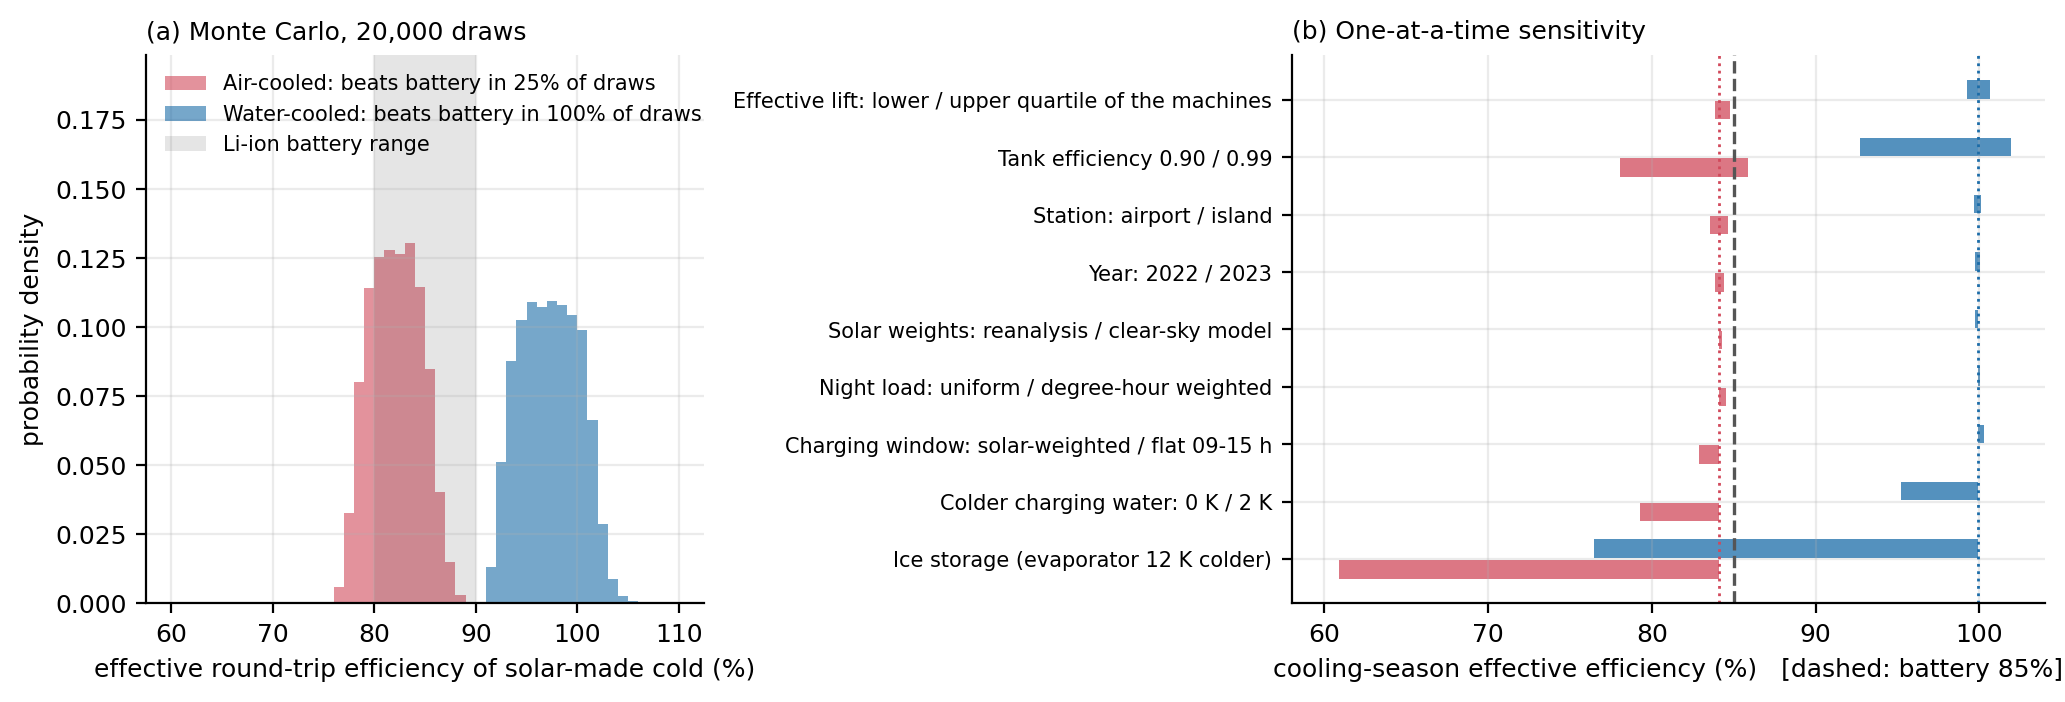 (a) Monte Carlo, 20,000 draws
Air-cooled: beats battery in 25% of draws
Water-cooled: beats battery in 100% of draws
Li-ion battery range
probability density
0.175
0.150
0.125
0.100
0.075
0.050
0.025
0.000
60 70 80 90 100 110
effective round-trip efficiency of solar-made cold (%)
(b) One-at-a-time sensitivity
Effective lift: lower / upper quartile of the machines
Tank efficiency 0.90 / 0.99
Station: airport / island
Year: 2022 / 2023
Solar weights: reanalysis / clear-sky model
Night load: uniform / degree-hour weighted
Charging window: solar-weighted / flat 09-15 h
Colder charging water: 0 K / 2 K
Ice storage (evaporator 12 K colder)
60 70 80 90 100
cooling-season effective efficiency (%) [dashed: battery 85%]